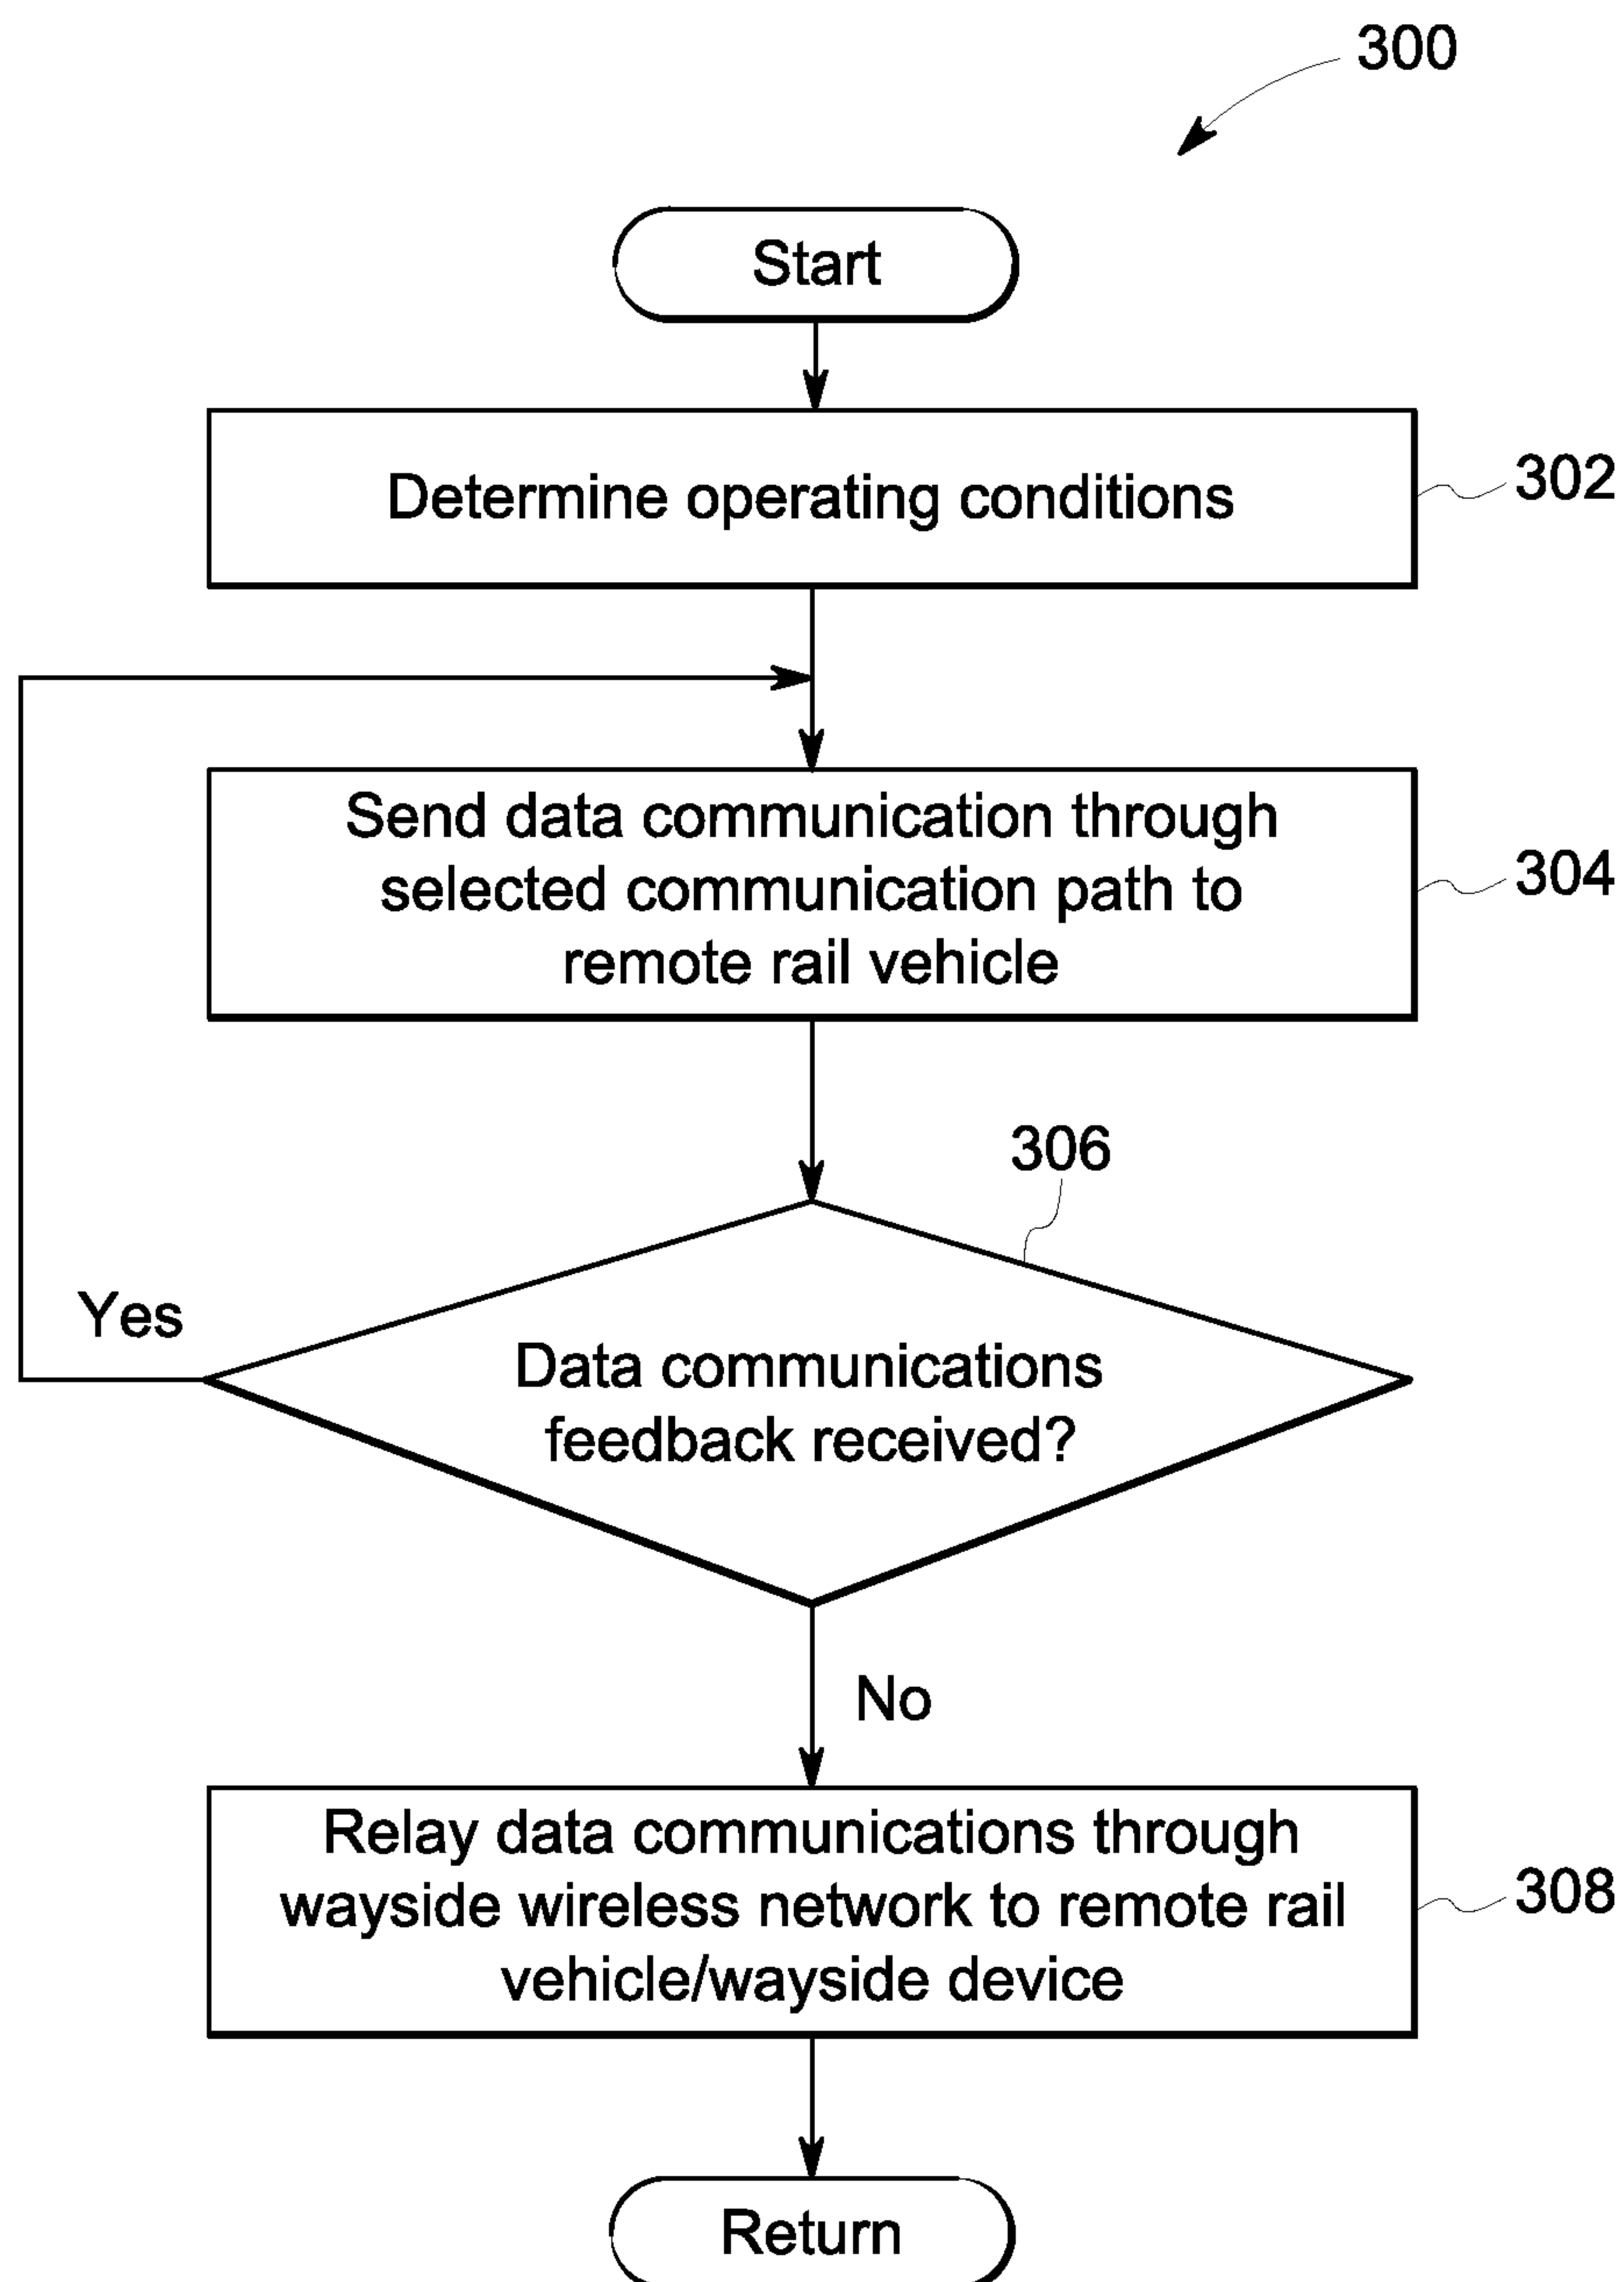 300
Start
Determine operating conditions
302
Send data communication through
selected communication path to
remote rail vehicle
304
306
Yes
Data communications
feedback received?
No
Relay data communications through
wayside wireless network to remote rail
vehicle/wayside device
308
Return